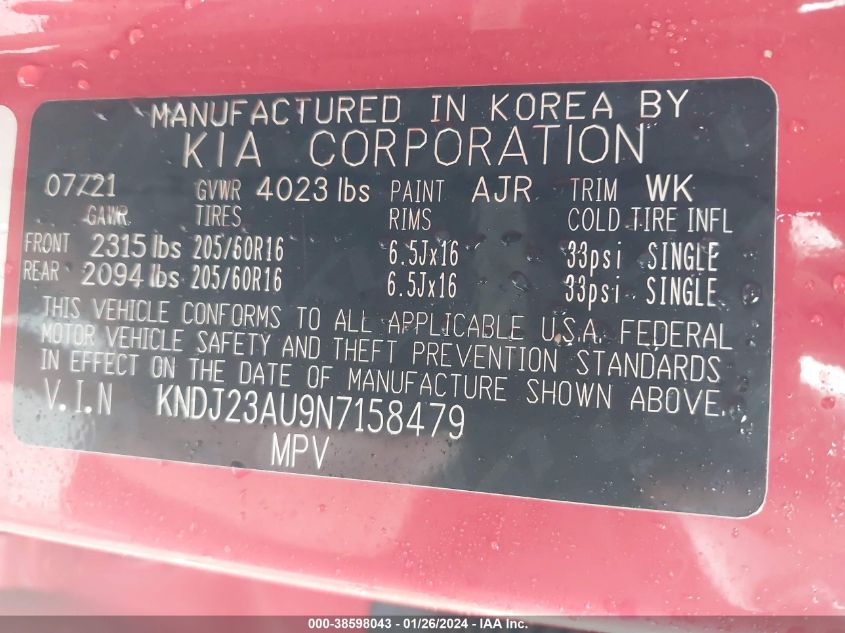 MANUFACTURED IN KOREA BY
KIA CORPORATION
07/21 GVWR 4023 lbs PAINT AJR TRIM WK
GAWR TIRES RIMS COLD TIRE INFL
FRONT 2315 lbs 205/60R16 6.5Jx16 33psi SINGLE
REAR 2094 lbs 205/60R16 6.5Jx16 33psi SINGLE
THIS VEHICLE CONFORMS TO ALL APPLICABLE U.S.A. FEDERAL
MOTOR VEHICLE SAFETY AND THEFT PREVENTION STANDARDS
IN EFFECT ON THE DATE OF MANUFACTURE SHOWN ABOVE.
V.I.N KNDJ23AU9N7158479
MPV
000-38598043 - 01/26/2024 - IAA Inc.